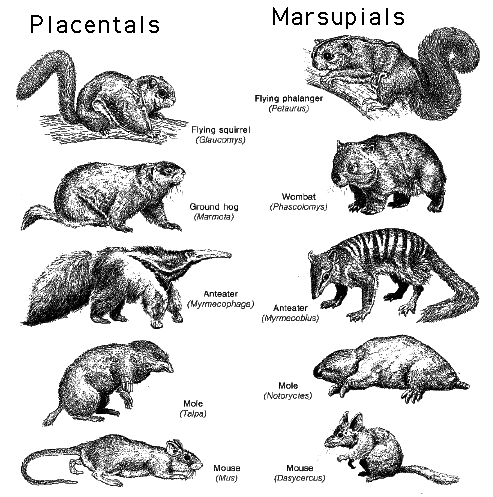 Placentals
Marsupials
Flying squirrel
(Glaucomys)
Flying phalanger
(Petaurus)
Ground hog
(Marmota)
Wombat
(Phascolomys)
Anteater
(Myrmecophaga)
Anteater
(Myrmecobius)
Mole
(Talpa)
Mole
(Notoryctes)
Mouse
(Mus)
Mouse
(Dasycercus)